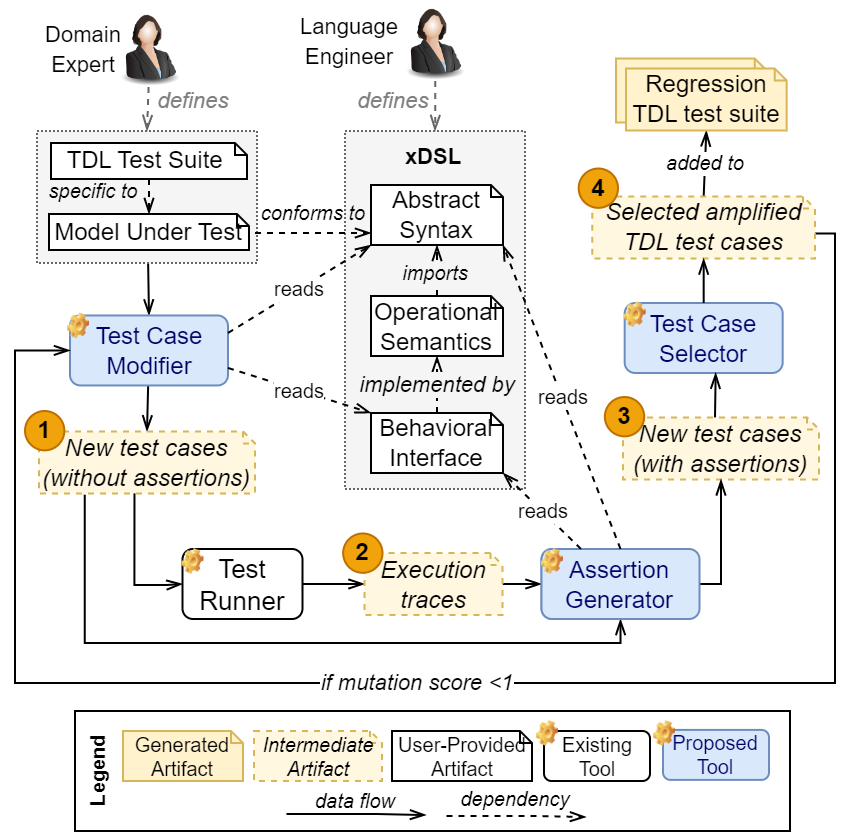 Domain
Expert
defines
Language
Engineer
defines
TDL Test Suite
specific to
Model Under Test
conforms to
xDSL
Abstract
Syntax
imports
Operational
Semantics
implemented by
Behavioral
Interface
reads
reads
reads
reads
Test Case
Modifier
1
New test cases
(without assertions)
Test
Runner
2
Execution
traces
Assertion
Generator
3
New test cases
(with assertions)
Test Case
Selector
4
Selected amplified
TDL test cases
added to
Regression
TDL test suite
if mutation score <1
Legend
Generated
Artifact
Intermediate
Artifact
User-Provided
Artifact
Existing
Tool
Proposed
Tool
data flow
dependency